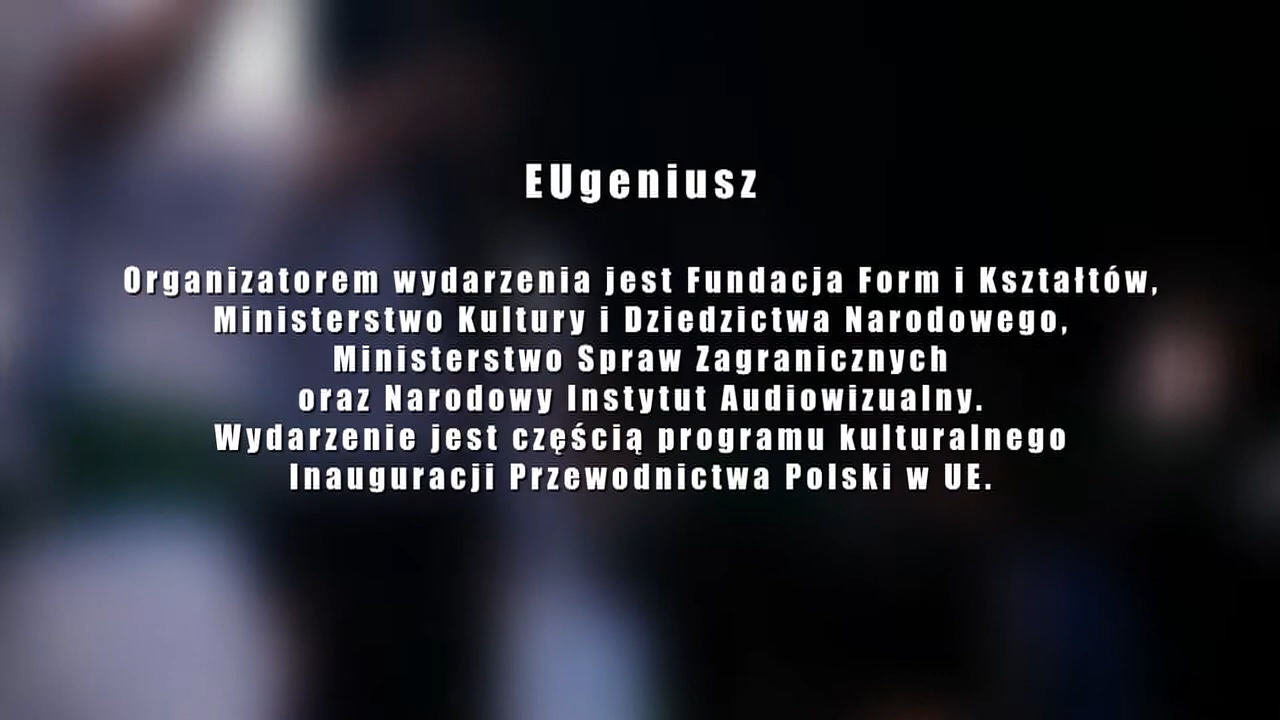 EUgeniusz
Organizatorem wydarzenia jest Fundacja Form i Kształtów,
Ministerstwo Kultury i Dziedzictwa Narodowego,
Ministerstwo Spraw Zagranicznych
oraz Narodowy Instytut Audiowizualny.
Wydarzenie jest częścią programu kulturalnego
Inauguracji Przewodnictwa Polski w UE.